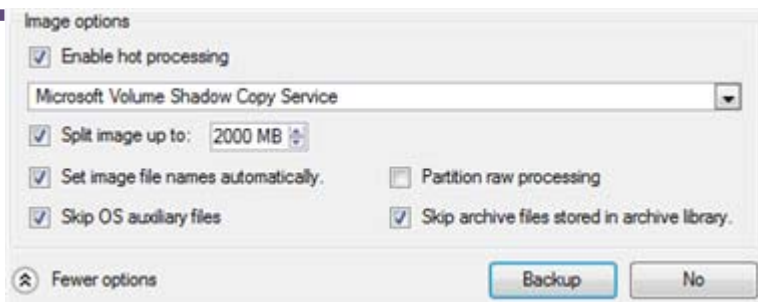 Image options
Enable hot processing
Microsoft Volume Shadow Copy Service
Split image up to: 2000 MB
Set image file names automatically. Partition raw processing
Skip OS auxiliary files Skip archive files stored in archive library.
Fewer options Backup No